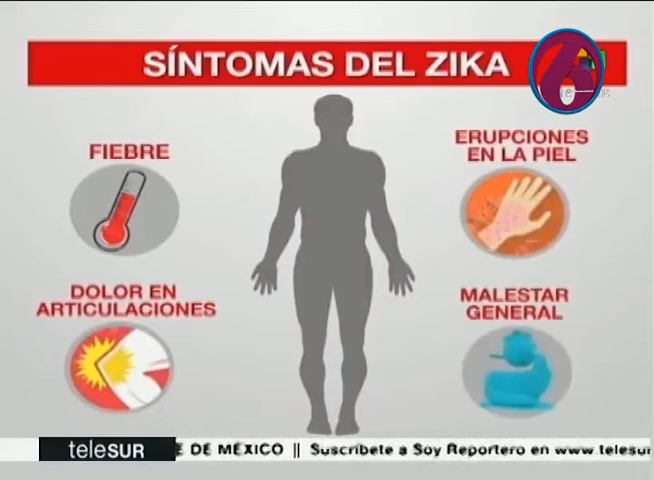 SÍNTOMAS DEL ZIKA
FIEBRE
ERUPCIONES
EN LA PIEL
DOLOR EN
ARTICULACIONES
MALESTAR
GENERAL
teleSUR
DE MÉXICO || Suscríbete a Soy Reportero en www.telesur